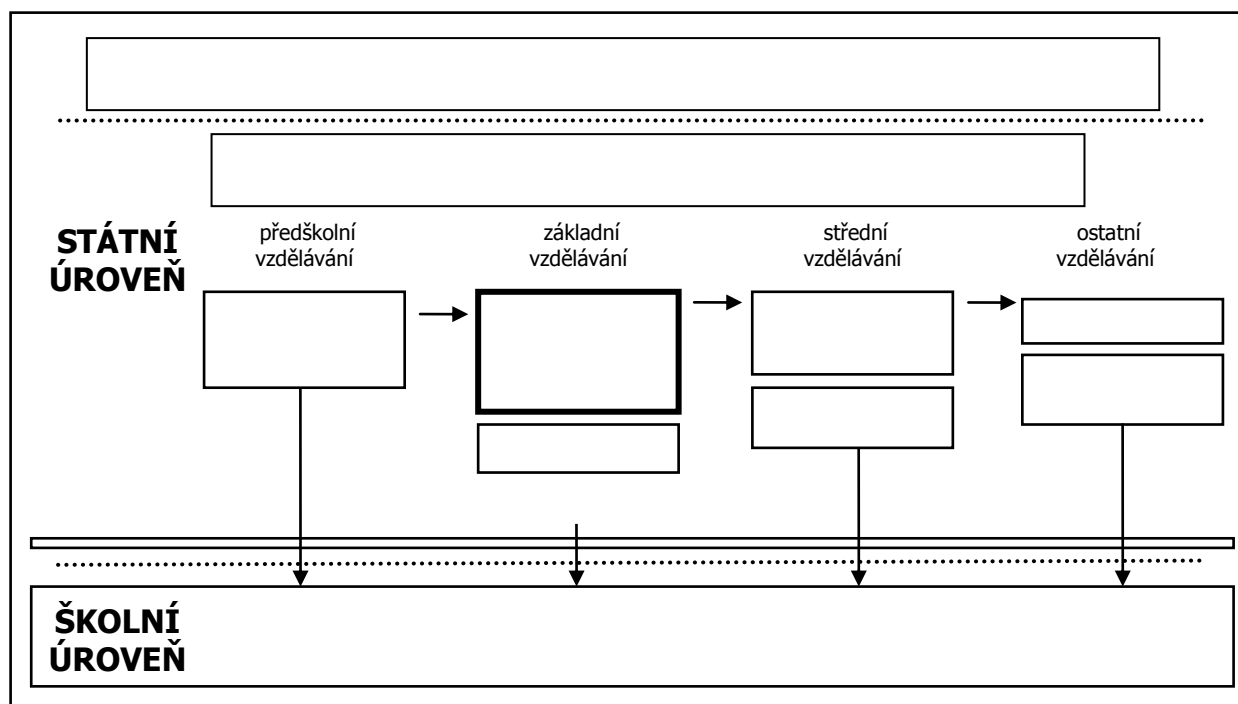 STÁTNÍ
ÚROVEŇ
předškolní
vzdělávání
základní
vzdělávání
střední
vzdělávání
ostatní
vzdělávání
ŠKOLNÍ
ÚROVEŇ